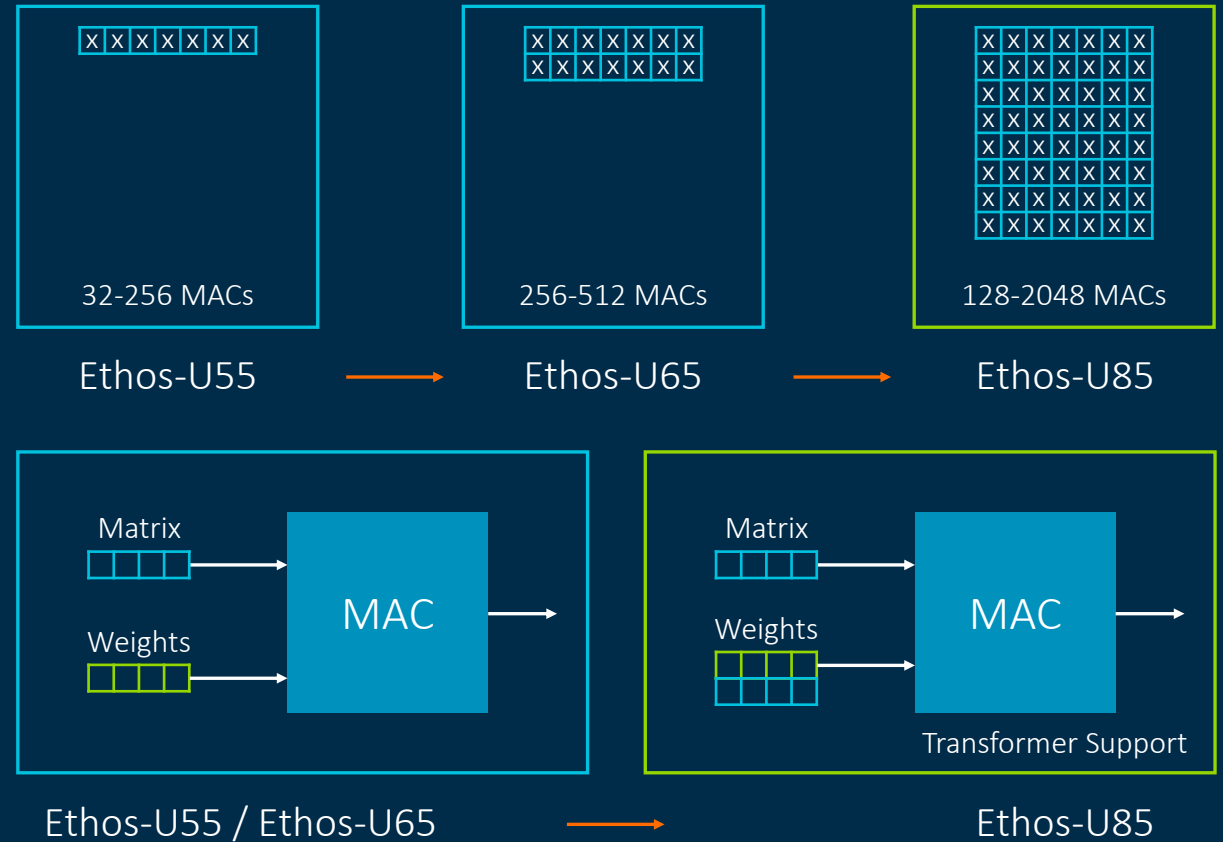 X X X X X X X
X X X X X X X
X X X X X X X
X X X X X X X
X X X X X X X
X X X X X X X
X X X X X X X
X X X X X X X
X X X X X X X
X X X X X X X
X X X X X X X
32-256 MACs
256-512 MACs
128-2048 MACs
Ethos-U55
Ethos-U65
Ethos-U85
Matrix
Weights
MAC
Matrix
Weights
MAC
Transformer Support
Ethos-U55 / Ethos-U65
Ethos-U85